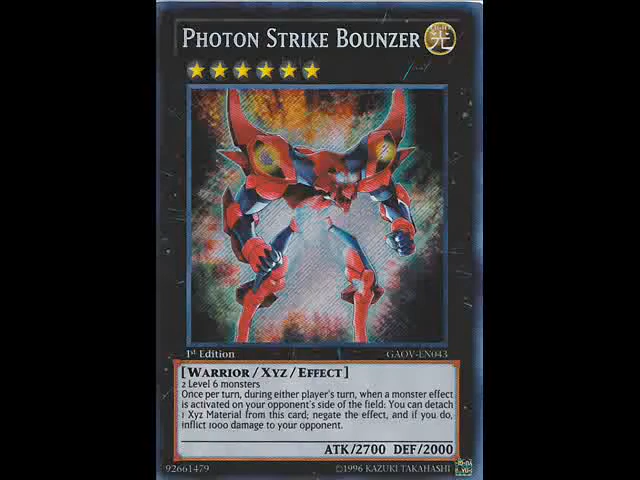 PHOTON STRIKE BOUNZER
光
1st Edition
GAOV-EN043
[WARRIOR/XYZ/EFFECT]
2 Level 6 monsters
Once per turn, during either player's turn, when a monster effect
is activated on your opponent's side of the field: You can detach
1 Xyz Material from this card; negate the effect, and if you do,
inflict 1000 damage to your opponent.
ATK/2700 DEF/2000
92661479
©1996 KAZUKI TAKAHASHI